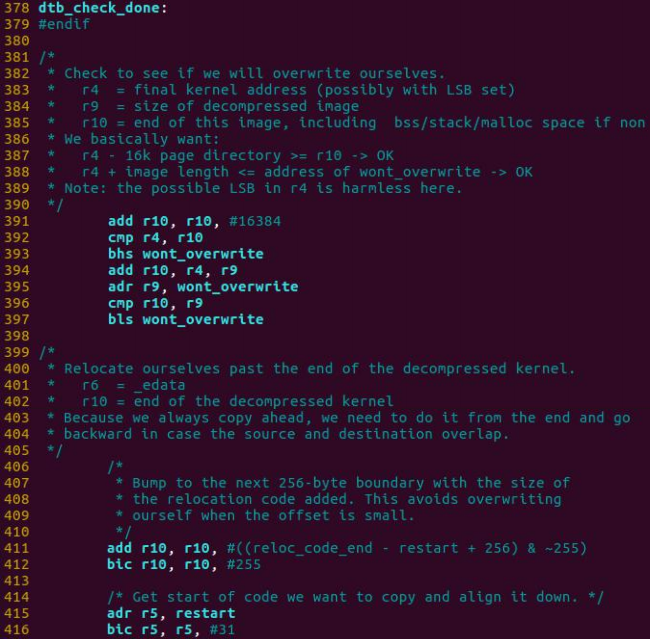 378 dtb_check_done:
379 #endif
380
381 /*
382  * Check to see if we will overwrite ourselves.
383  *   r4  = final kernel address (possibly with LSB set)
384  *   r9  = size of decompressed image
385  *   r10 = end of this image, including  bss/stack/malloc space if non
386  * We basically want:
387  *   r4 - 16k page directory >= r10 -> OK
388  *   r4 + image length <= address of wont_overwrite -> OK
389  * Note: the possible LSB in r4 is harmless here.
390  */
391         add r10, r10, #16384
392         cmp r4, r10
393         bhs wont_overwrite
394         add r10, r4, r9
395         adr r9, wont_overwrite
396         cmp r10, r9
397         bls wont_overwrite
398
399 /*
400  * Relocate ourselves past the end of the decompressed kernel.
401  *   r6  = _edata
402  *   r10 = end of the decompressed kernel
403  * Because we always copy ahead, we need to do it from the end and go
404  * backward in case the source and destination overlap.
405  */
406         /*
407          * Bump to the next 256-byte boundary with the size of
408          * the relocation code added. This avoids overwriting
409          * ourself when the offset is small.
410          */
411         add r10, r10, #((reloc_code_end - restart + 256) & ~255)
412         bic r10, r10, #255
413
414         /* Get start of code we want to copy and align it down. */
415         adr r5, restart
416         bic r5, r5, #31